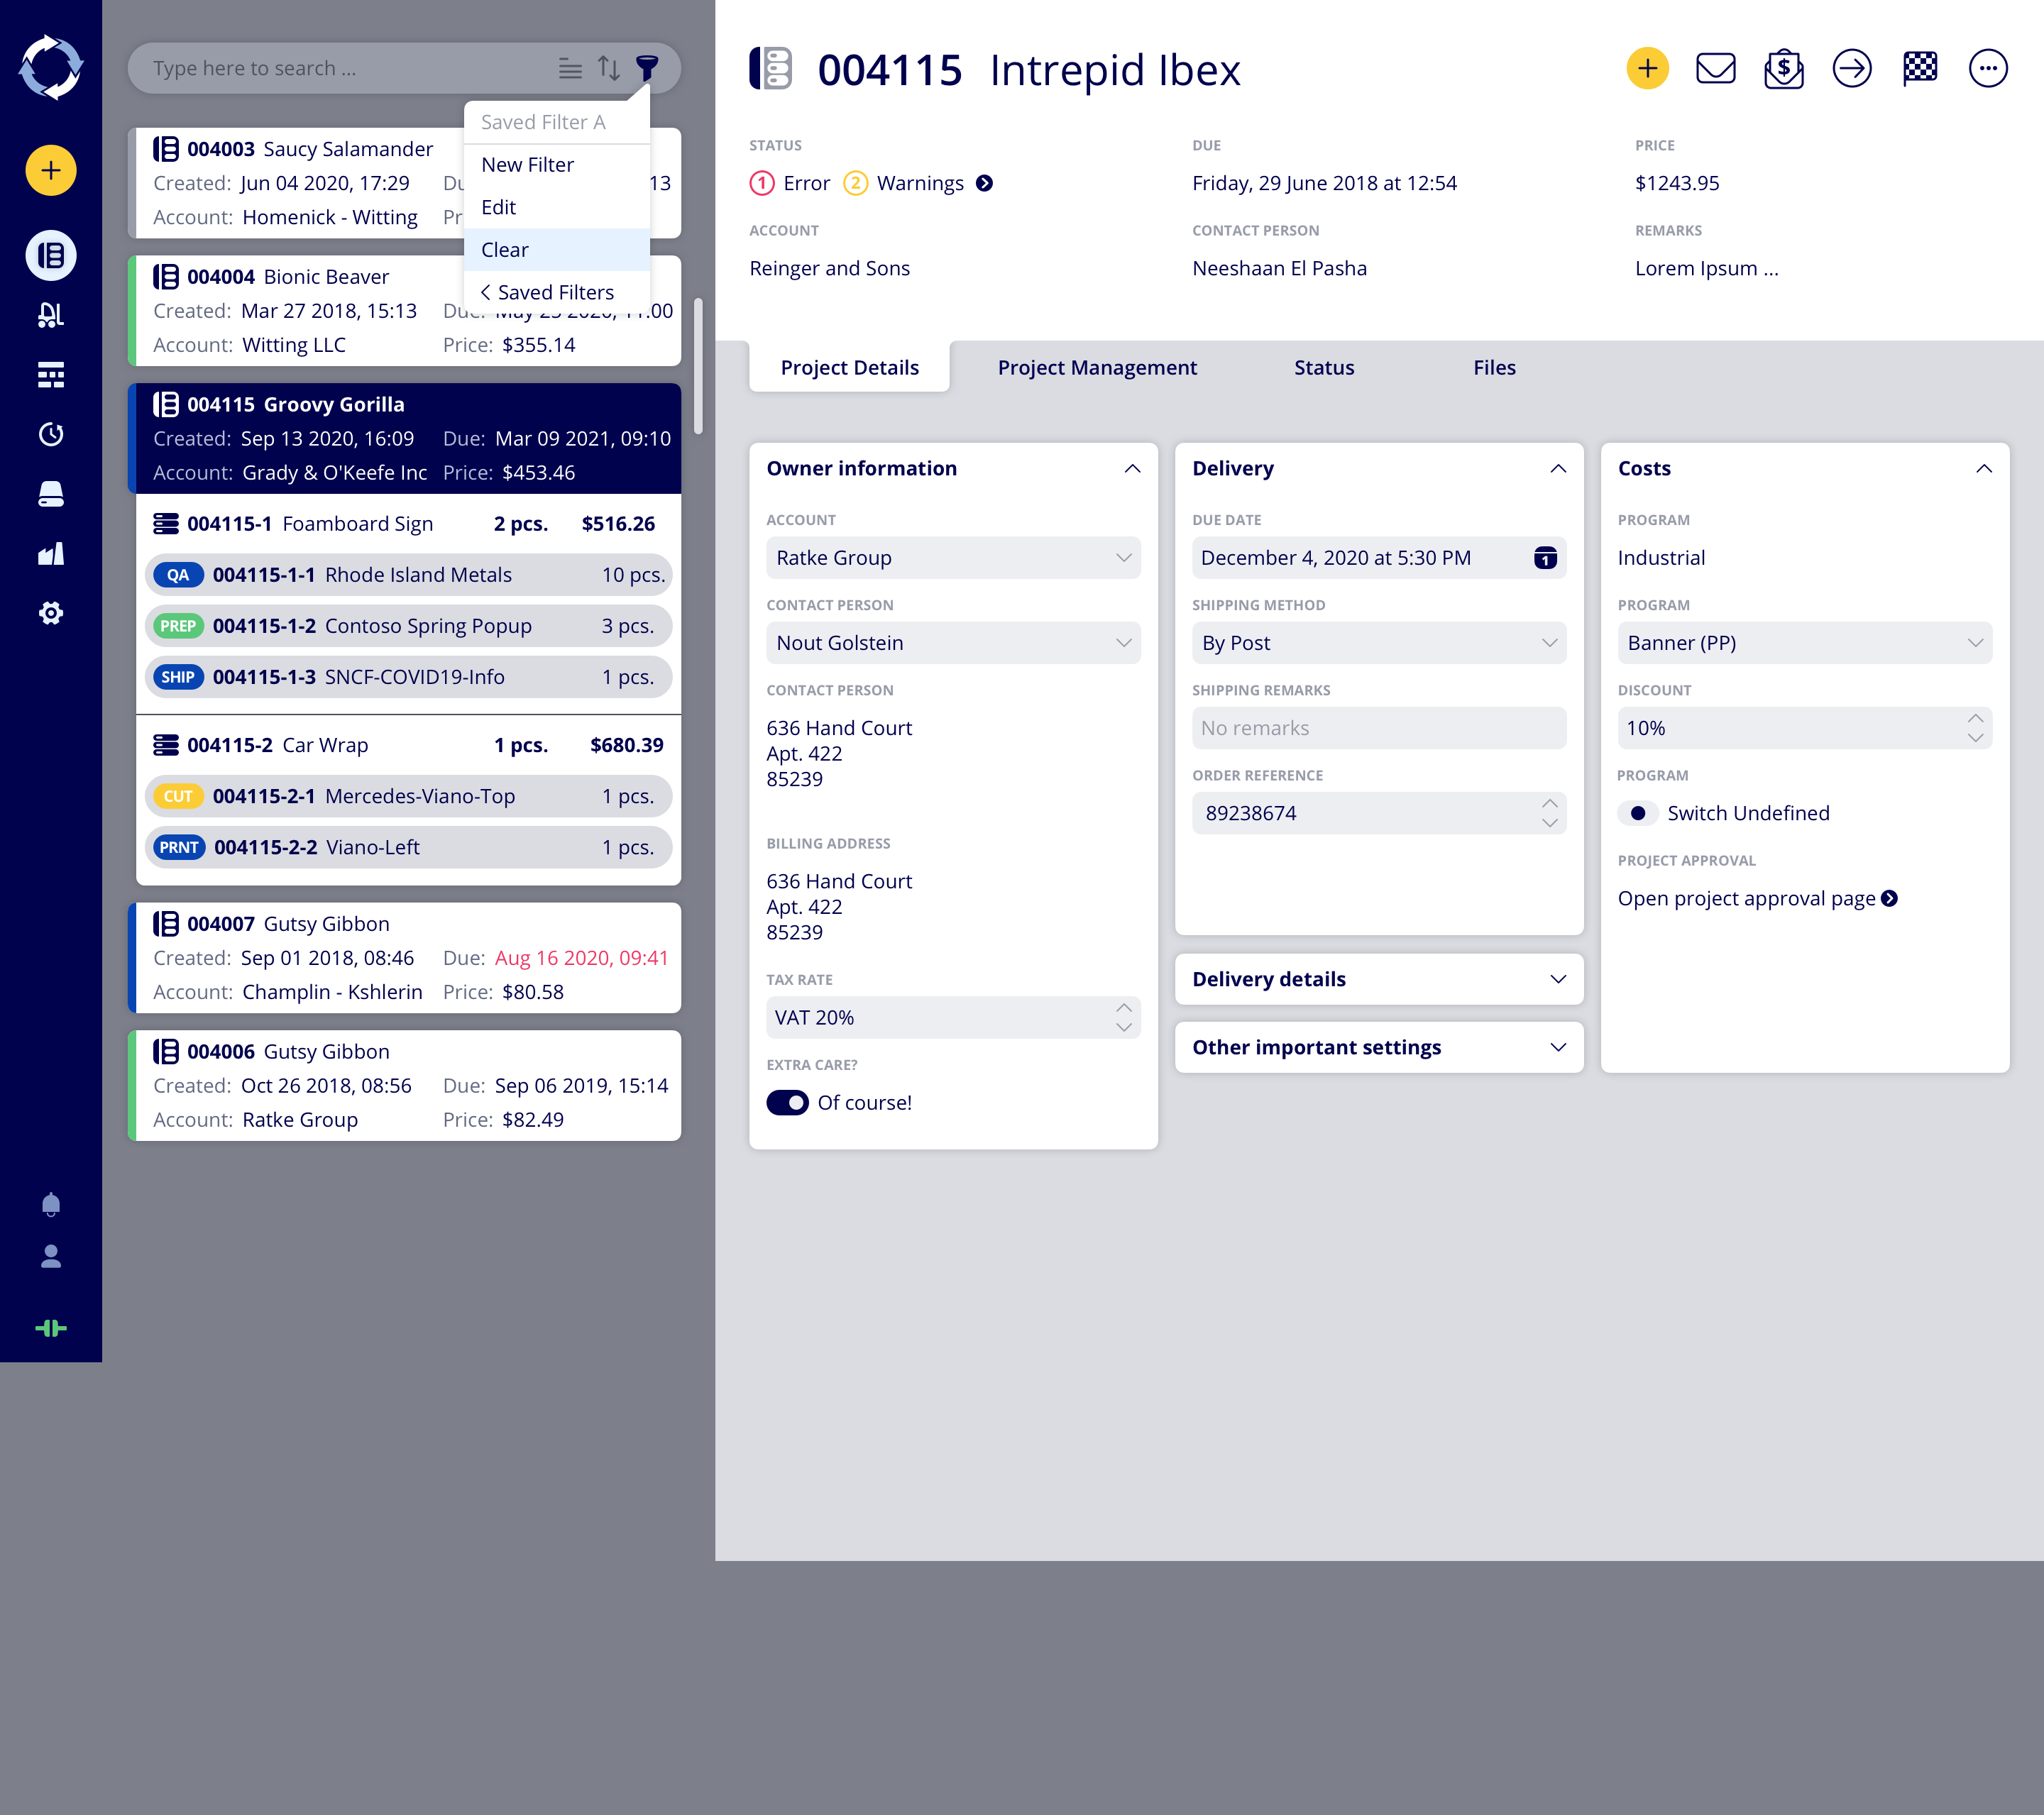 Type here to search ...
Saved Filter A
New Filter
Edit
Clear
Saved Filters
004003 Saucy Salamander
Created: Jun 04 2020, 17:29 13
Account: Homenick - Witting
004004 Bionic Beaver
Created: Mar 27 2018, 15:13 Due: May 25 2020, 11:00
Account: Witting LLC Price: $355.14
004115 Groovy Gorilla
Created: Sep 13 2020, 16:09 Due: Mar 09 2021, 09:10
Account: Grady & O'Keefe Inc Price: $453.46
004115-1 Foamboard Sign 2 pcs. $516.26
QA 004115-1-1 Rhode Island Metals 10 pcs.
PREP 004115-1-2 Contoso Spring Popup 3 pcs.
SHIP 004115-1-3 SNCF-COVID19-Info 1 pcs.
004115-2 Car Wrap 1 pcs. $680.39
CUT 004115-2-1 Mercedes-Viano-Top 1 pcs.
PRNT 004115-2-2 Viano-Left 1 pcs.
004007 Gutsy Gibbon
Created: Sep 01 2018, 08:46 Due: Aug 16 2020, 09:41
Account: Champlin - Kshlerin Price: $80.58
004006 Gutsy Gibbon
Created: Oct 26 2018, 08:56 Due: Sep 06 2019, 15:14
Account: Ratke Group Price: $82.49
004115 Intrepid Ibex
STATUS
1 Error 2 Warnings
DUE
Friday, 29 June 2018 at 12:54
PRICE
$1243.95
ACCOUNT
Reinger and Sons
CONTACT PERSON
Neeshaan El Pasha
REMARKS
Lorem Ipsum ...
Project Details Project Management Status Files
Owner information
ACCOUNT
Ratke Group
CONTACT PERSON
Nout Golstein
CONTACT PERSON
636 Hand Court
Apt. 422
85239
BILLING ADDRESS
636 Hand Court
Apt. 422
85239
TAX RATE
VAT 20%
EXTRA CARE?
Of course!
Delivery
DUE DATE
December 4, 2020 at 5:30 PM
1
SHIPPING METHOD
By Post
SHIPPING REMARKS
No remarks
ORDER REFERENCE
89238674
Delivery details
Other important settings
Costs
PROGRAM
Industrial
PROGRAM
Banner (PP)
DISCOUNT
10%
PROGRAM
Switch Undefined
PROJECT APPROVAL
Open project approval page